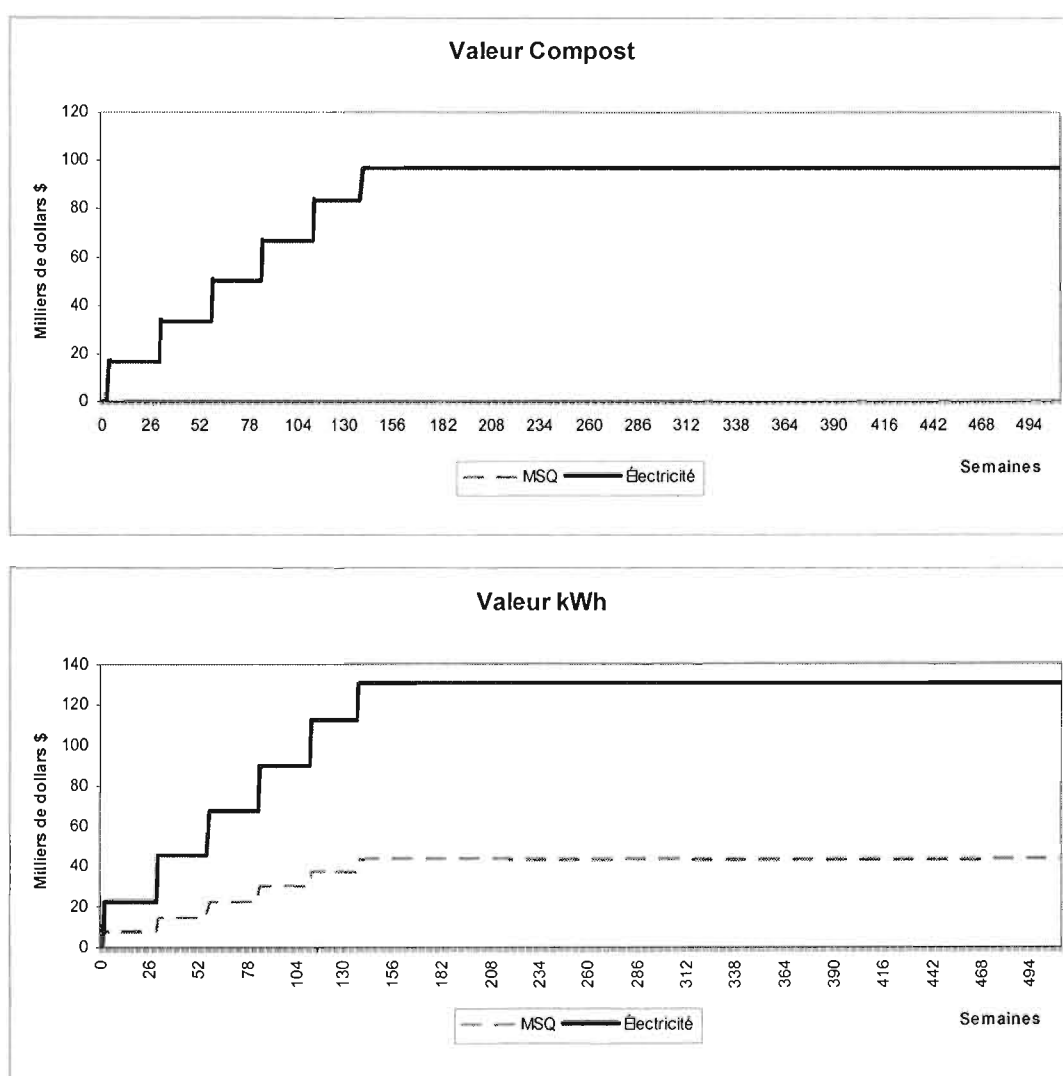 Valeur Compost
Milliers de dollars $
120
100
80
60
40
20
0
0 26 52 78 104 130 156 182 208 234 260 286 312 338 364 390 416 442 468 494
Semaines
MSQ Électricité
Valeur kWh
Milliers de dollars $
140
120
100
80
60
40
20
0
0 26 52 78 104 130 156 182 208 234 260 286 312 338 364 390 416 442 468 494
Semaines
MSQ Électricité